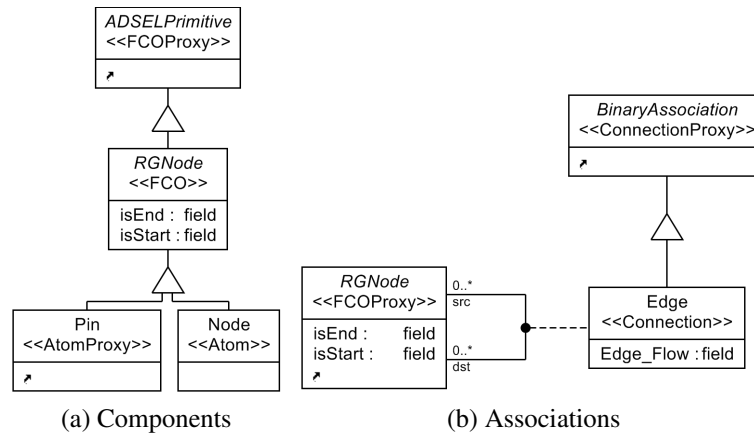 ADSELPrimitive
<<FCOProxy>>
RGNode
<<FCO>>
isEnd : field
isStart : field
Pin
<<AtomProxy>>
Node
<<Atom>>
(a) Components
BinaryAssociation
<<ConnectionProxy>>
RGNode
<<FCOProxy>>
isEnd : field
isStart : field
0..*
src
0..*
dst
Edge
<<Connection>>
Edge_Flow : field
(b) Associations